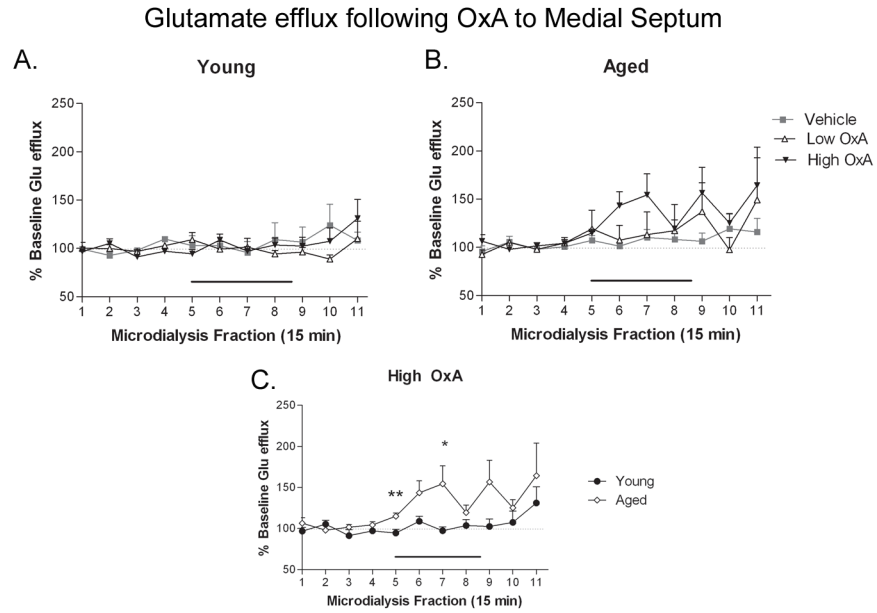 Glutamate efflux following OxA to Medial Septum
A.
Young
% Baseline Glu efflux
250
200
150
100
50
1 2 3 4 5 6 7 8 9 10 11
Microdialysis Fraction (15 min)
B.
Aged
% Baseline Glu efflux
250
200
150
100
50
1 2 3 4 5 6 7 8 9 10 11
Microdialysis Fraction (15 min)
Vehicle
Low OxA
High OxA
C.
High OxA
% Baseline Glu efflux
250
200
150
100
50
** 
*
1 2 3 4 5 6 7 8 9 10 11
Microdialysis Fraction (15 min)
Young
Aged